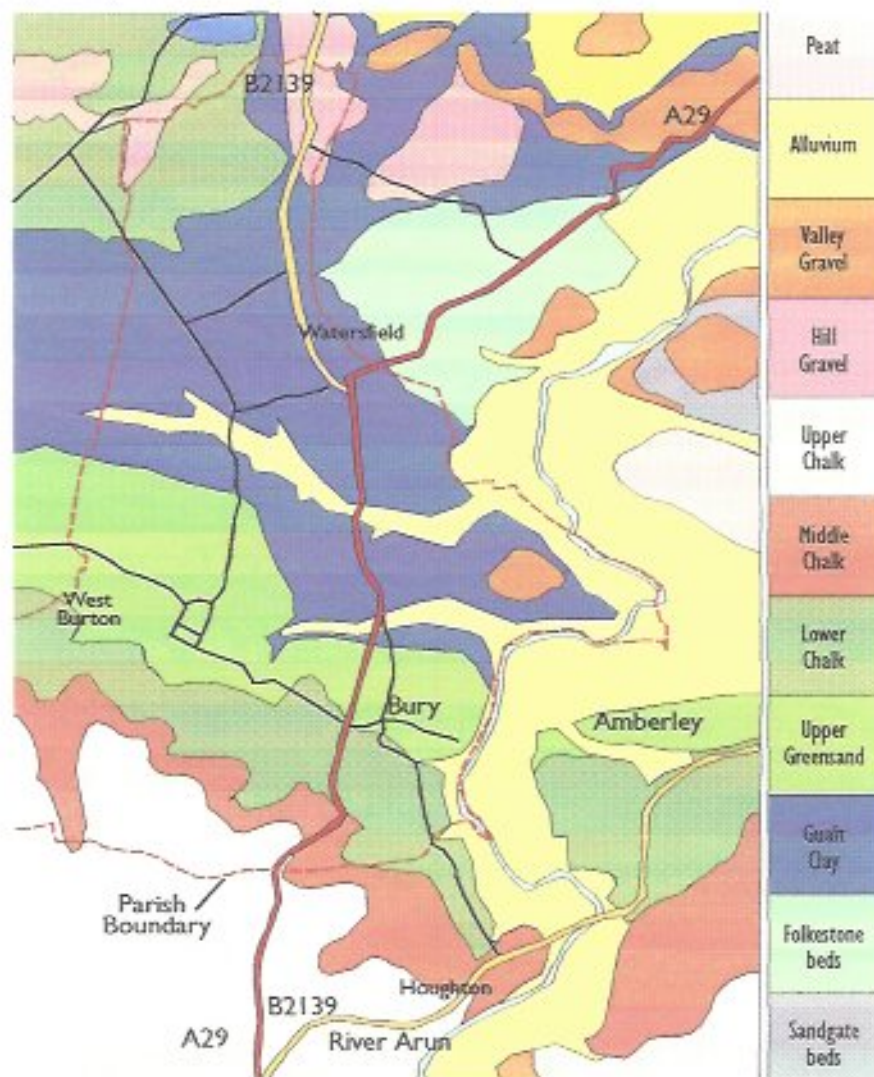 B2139
A29
Watersfield
West
Burton
Bury
Amberley
Parish
Boundary
Houghton
B2139
River Arun
A29
Peat
Alluvium
Valley
Gravel
Hill
Gravel
Upper
Chalk
Middle
Chalk
Lower
Chalk
Upper
Greensand
Gualt
Clay
Folkestone
beds
Sandgate
beds